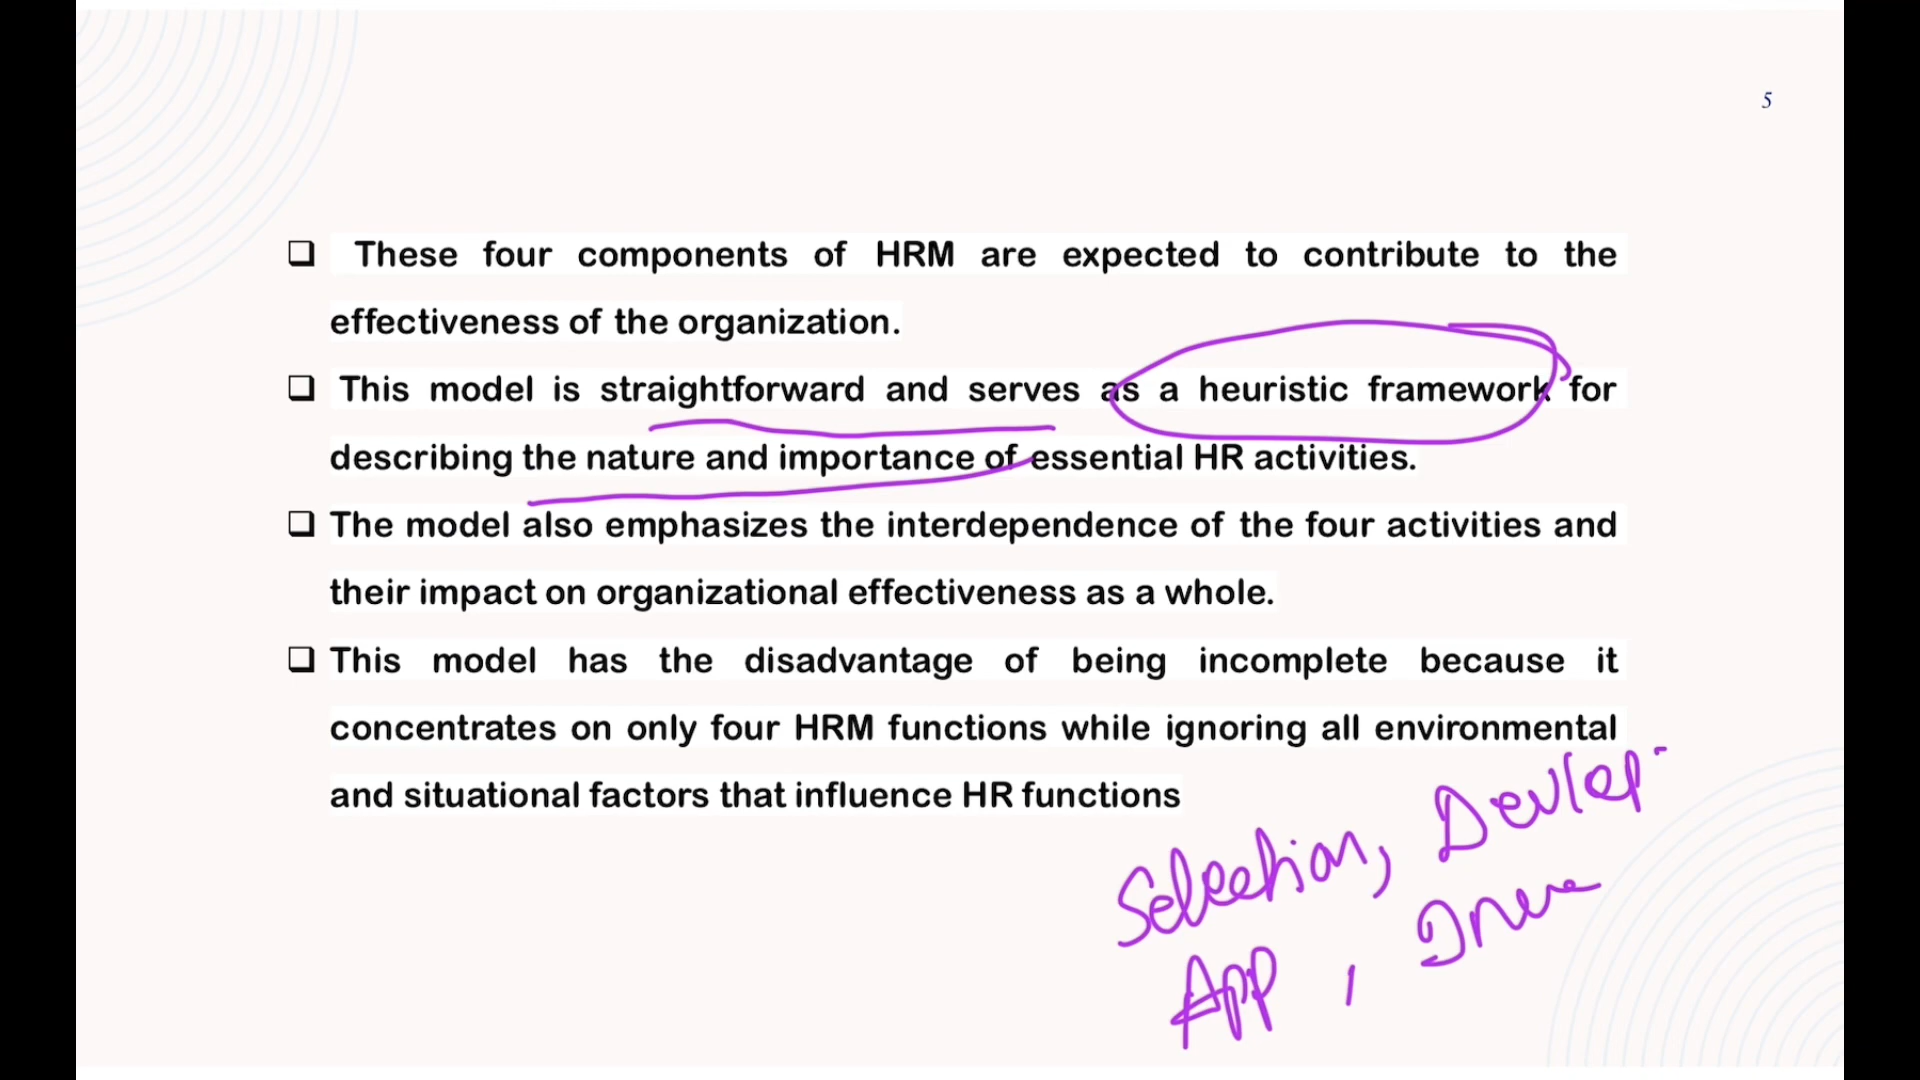 5
❑ These four components of HRM are expected to contribute to the
effectiveness of the organization.
❑ This model is straightforward and serves as a heuristic framework for
describing the nature and importance of essential HR activities.
❑ The model also emphasizes the interdependence of the four activities and
their impact on organizational effectiveness as a whole.
❑ This model has the disadvantage of being incomplete because it
concentrates on only four HRM functions while ignoring all environmental
and situational factors that influence HR functions
Selection, Devlop
App ,